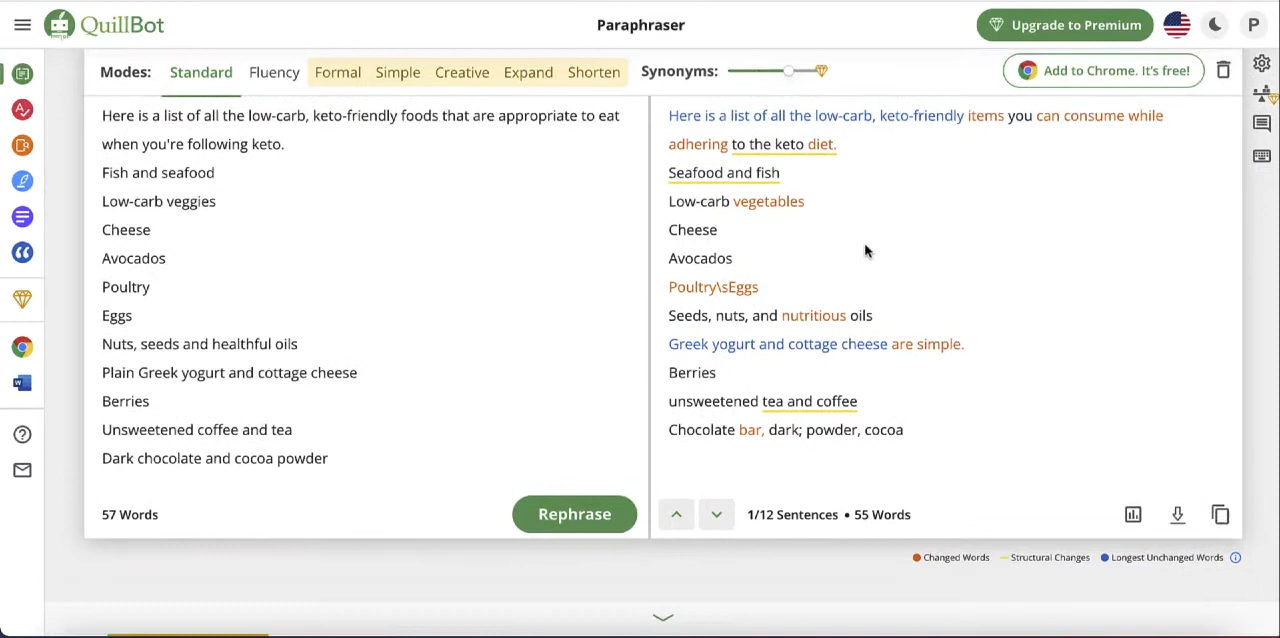 QuillBot
Paraphraser
Upgrade to Premium
P
Modes: Standard Fluency Formal Simple Creative Expand Shorten Synonyms:
Add to Chrome. It's free!
Here is a list of all the low-carb, keto-friendly foods that are appropriate to eat
when you're following keto.
Fish and seafood
Low-carb veggies
Cheese
Avocados
Poultry
Eggs
Nuts, seeds and healthful oils
Plain Greek yogurt and cottage cheese
Berries
Unsweetened coffee and tea
Dark chocolate and cocoa powder
57 Words
Rephrase
Here is a list of all the low-carb, keto-friendly items you can consume while
adhering to the keto diet.
Seafood and fish
Low-carb vegetables
Cheese
Avocados
Poultry\sEggs
Seeds, nuts, and nutritious oils
Greek yogurt and cottage cheese are simple.
Berries
unsweetened tea and coffee
Chocolate bar, dark; powder, cocoa
1/12 Sentences • 55 Words
Changed Words Structural Changes Longest Unchanged Words